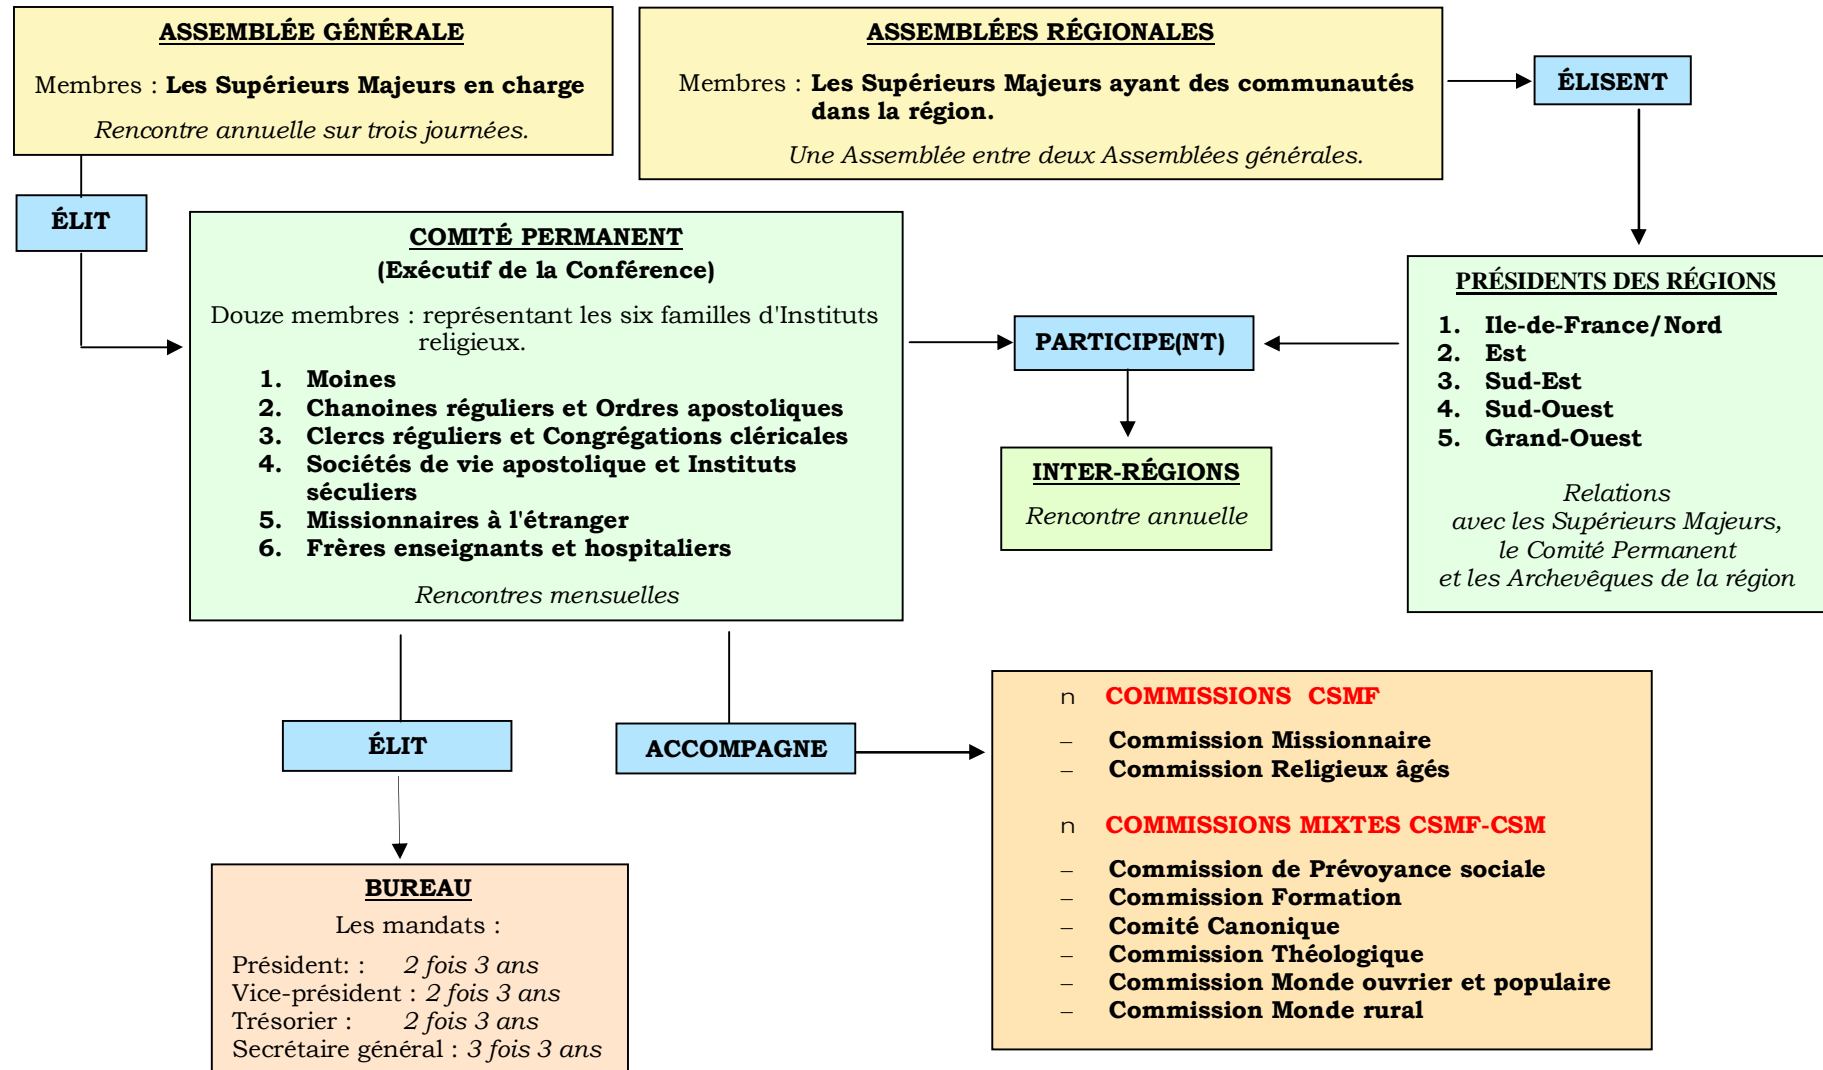 ASSEMBLÉE GÉNÉRALE
Membres : Les Supérieurs Majeurs en charge
Rencontre annuelle sur trois journées.
ASSEMBLÉES RÉGIONALES
Membres : Les Supérieurs Majeurs ayant des communautés
dans la région.
Une Assemblée entre deux Assemblées générales.
ÉLISENT
ÉLIT
COMITÉ PERMANENT
(Exécutif de la Conférence)
Douze membres : représentant les six familles d'Instituts
religieux.
1. Moines
2. Chanoines réguliers et Ordres apostoliques
3. Clercs réguliers et Congrégations cléricales
4. Sociétés de vie apostolique et Instituts
séculiers
5. Missionnaires à l'étranger
6. Frères enseignants et hospitaliers
Rencontres mensuelles
PARTICIPE(NT)
INTER-RÉGIONS
Rencontre annuelle
PRÉSIDENTS DES RÉGIONS
1. Ile-de-France/Nord
2. Est
3. Sud-Est
4. Sud-Ouest
5. Grand-Ouest
Relations
avec les Supérieurs Majeurs,
le Comité Permanent
et les Archevêques de la région
ÉLIT
ACCOMPAGNE
BUREAU
Les mandats :
Président: : 2 fois 3 ans
Vice-président : 2 fois 3 ans
Trésorier : 2 fois 3 ans
Secrétaire général : 3 fois 3 ans
n COMMISSIONS CSMF
– Commission Missionnaire
– Commission Religieux âgés
n COMMISSIONS MIXTES CSMF-CSM
– Commission de Prévoyance sociale
– Commission Formation
– Comité Canonique
– Commission Théologique
– Commission Monde ouvrier et populaire
– Commission Monde rural